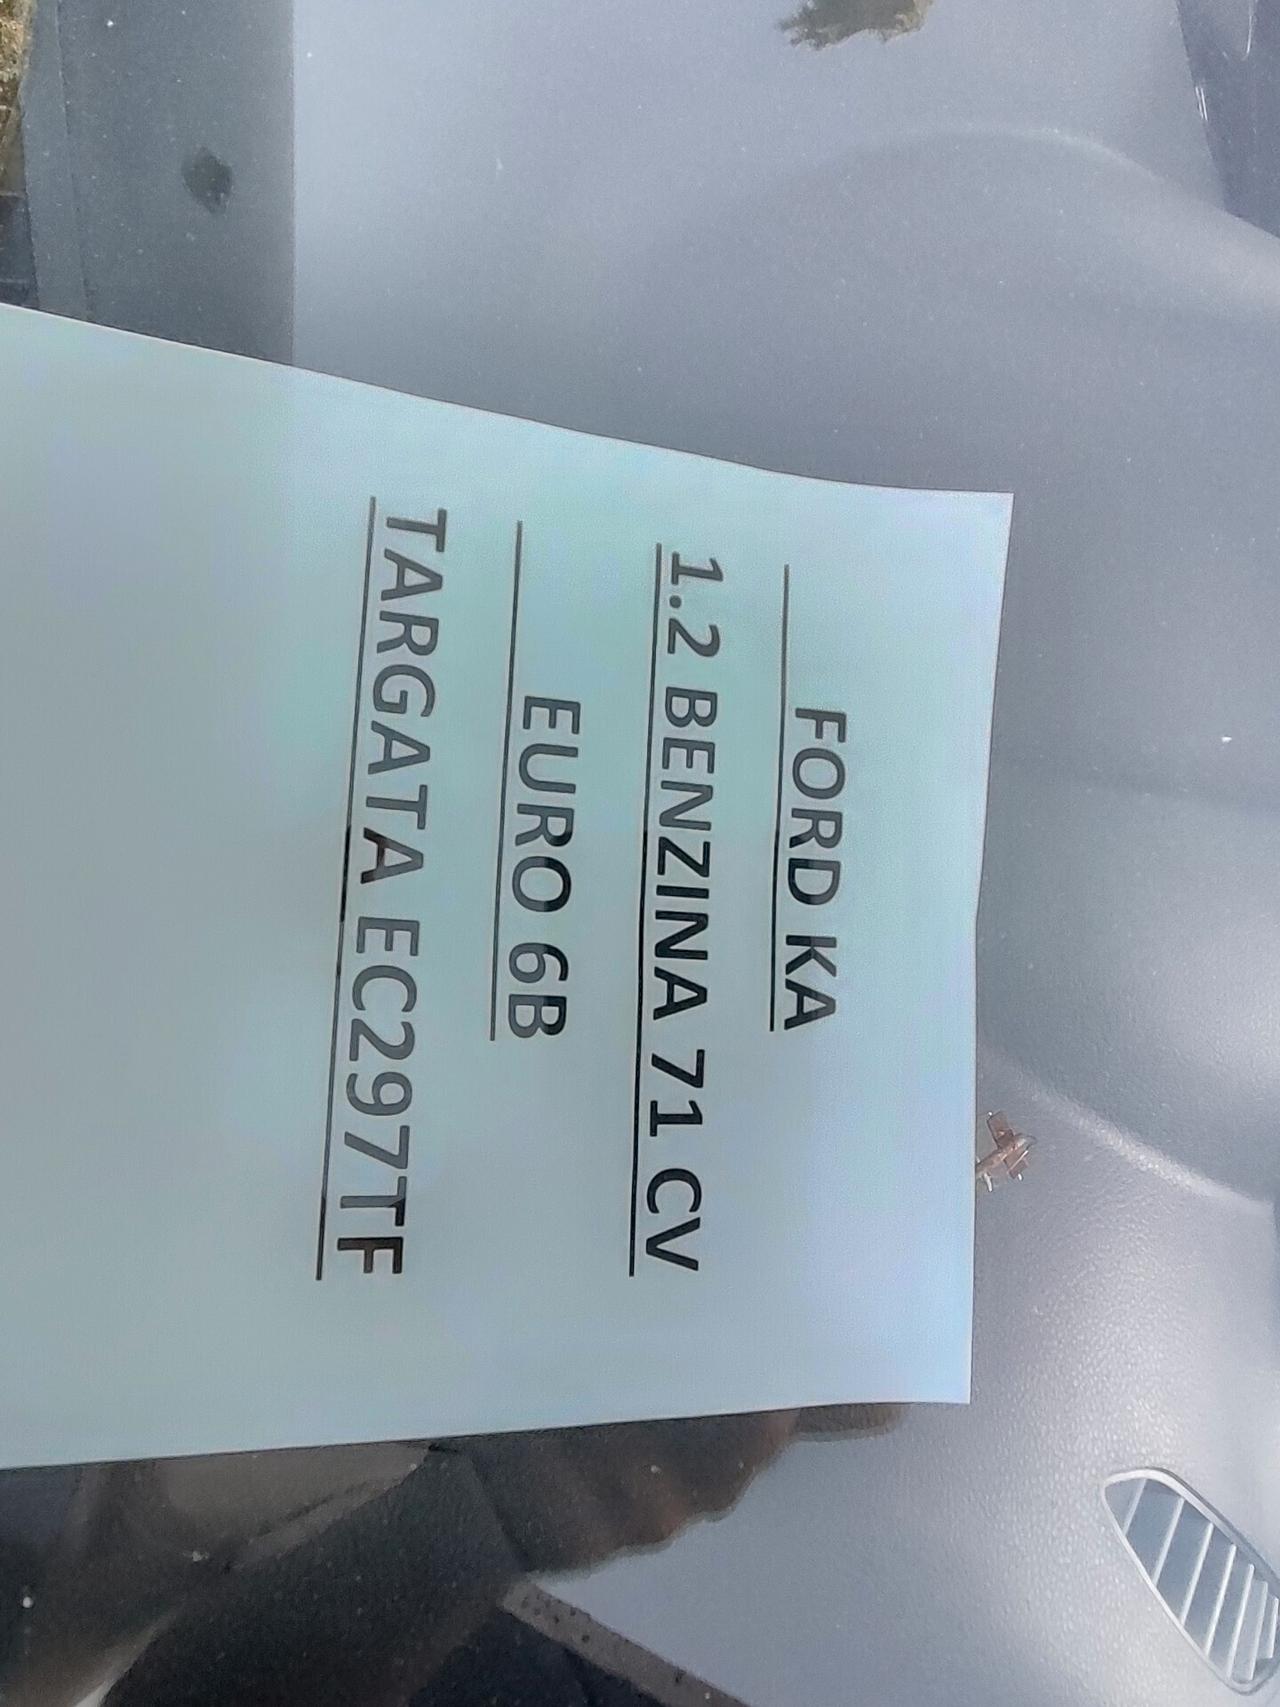 FORD KA
1.2 BENZINA 71 CV
EURO 6B
TARGATA EC297TF